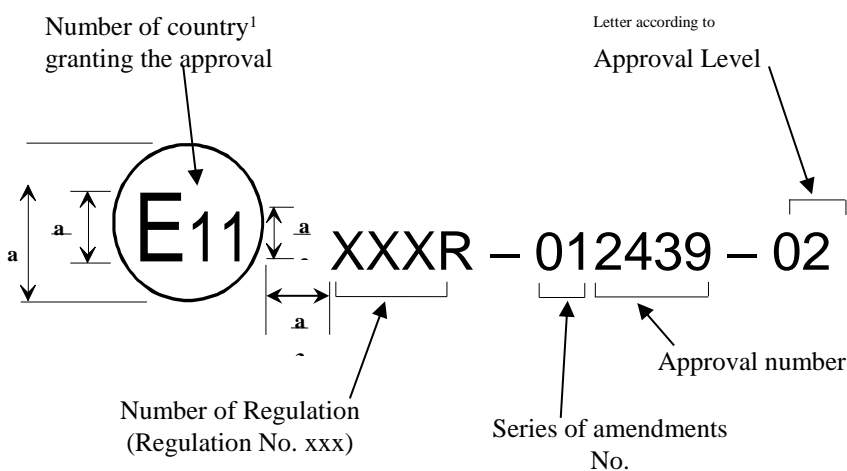 Number of country1
granting the approval
Letter according to
Approval Level
E11
a
a
a
XXXR – 012439 – 02
a
Approval number
Number of Regulation
(Regulation No. xxx)
Series of amendments
No.